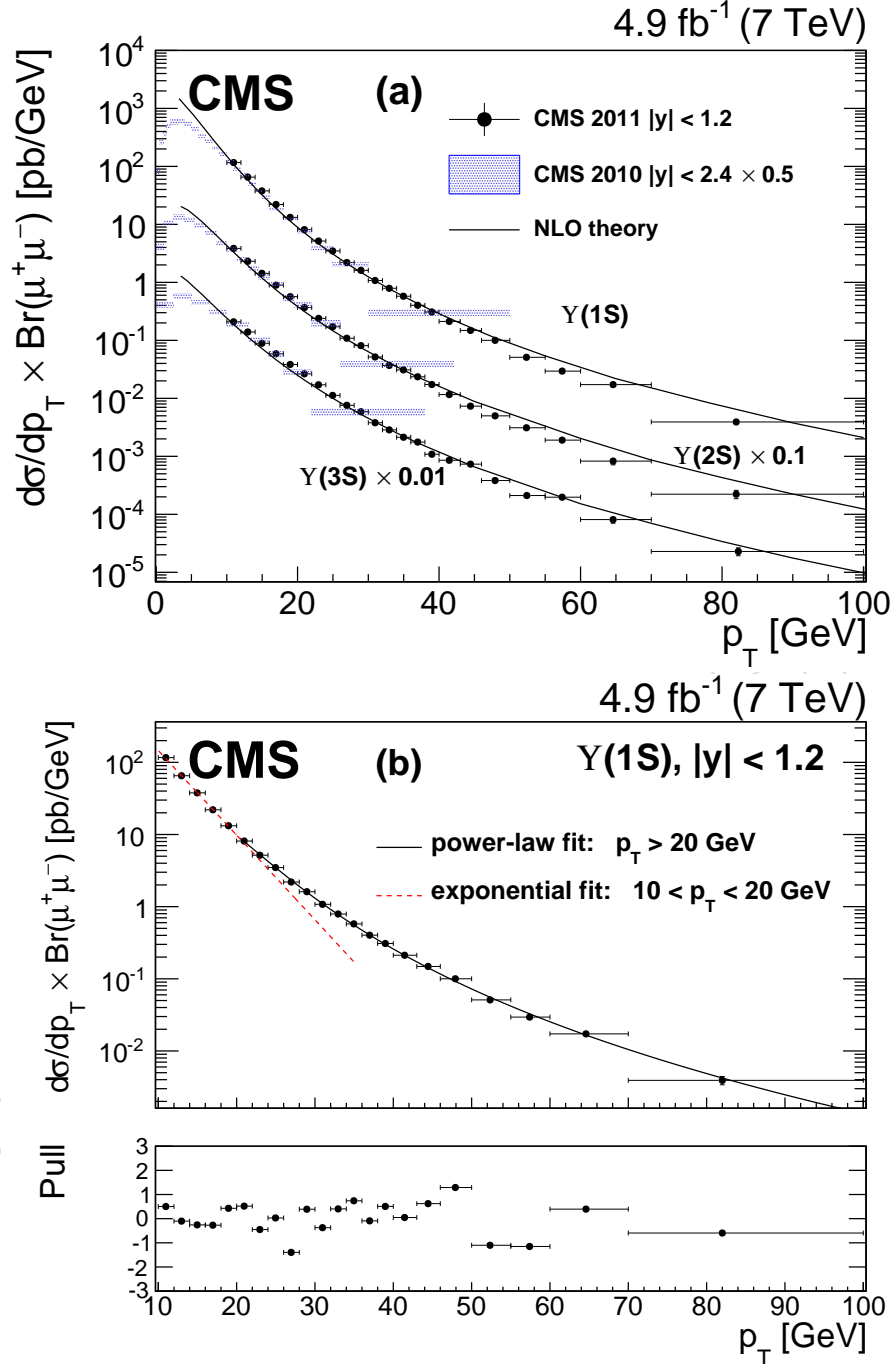 4.9 fb⁻¹ (7 TeV)
CMS (a)
CMS 2011 |y| < 1.2
CMS 2010 |y| < 2.4 × 0.5
NLO theory
ϒ(1S)
ϒ(2S) × 0.1
ϒ(3S) × 0.01
dσ/dp_T × Br(μ⁺μ⁻) [pb/GeV]
10⁴
10³
10²
10
1
10⁻¹
10⁻²
10⁻³
10⁻⁴
10⁻⁵
0 20 40 60 80 100
p_T [GeV]
4.9 fb⁻¹ (7 TeV)
CMS (b) ϒ(1S), |y| < 1.2
power-law fit: p_T > 20 GeV
exponential fit: 10 < p_T < 20 GeV
dσ/dp_T × Br(μ⁺μ⁻) [pb/GeV]
10²
10
1
10⁻¹
10⁻²
Pull
3
2
1
0
-1
-2
-3
10 20 30 40 50 60 70 80 90 100
p_T [GeV]